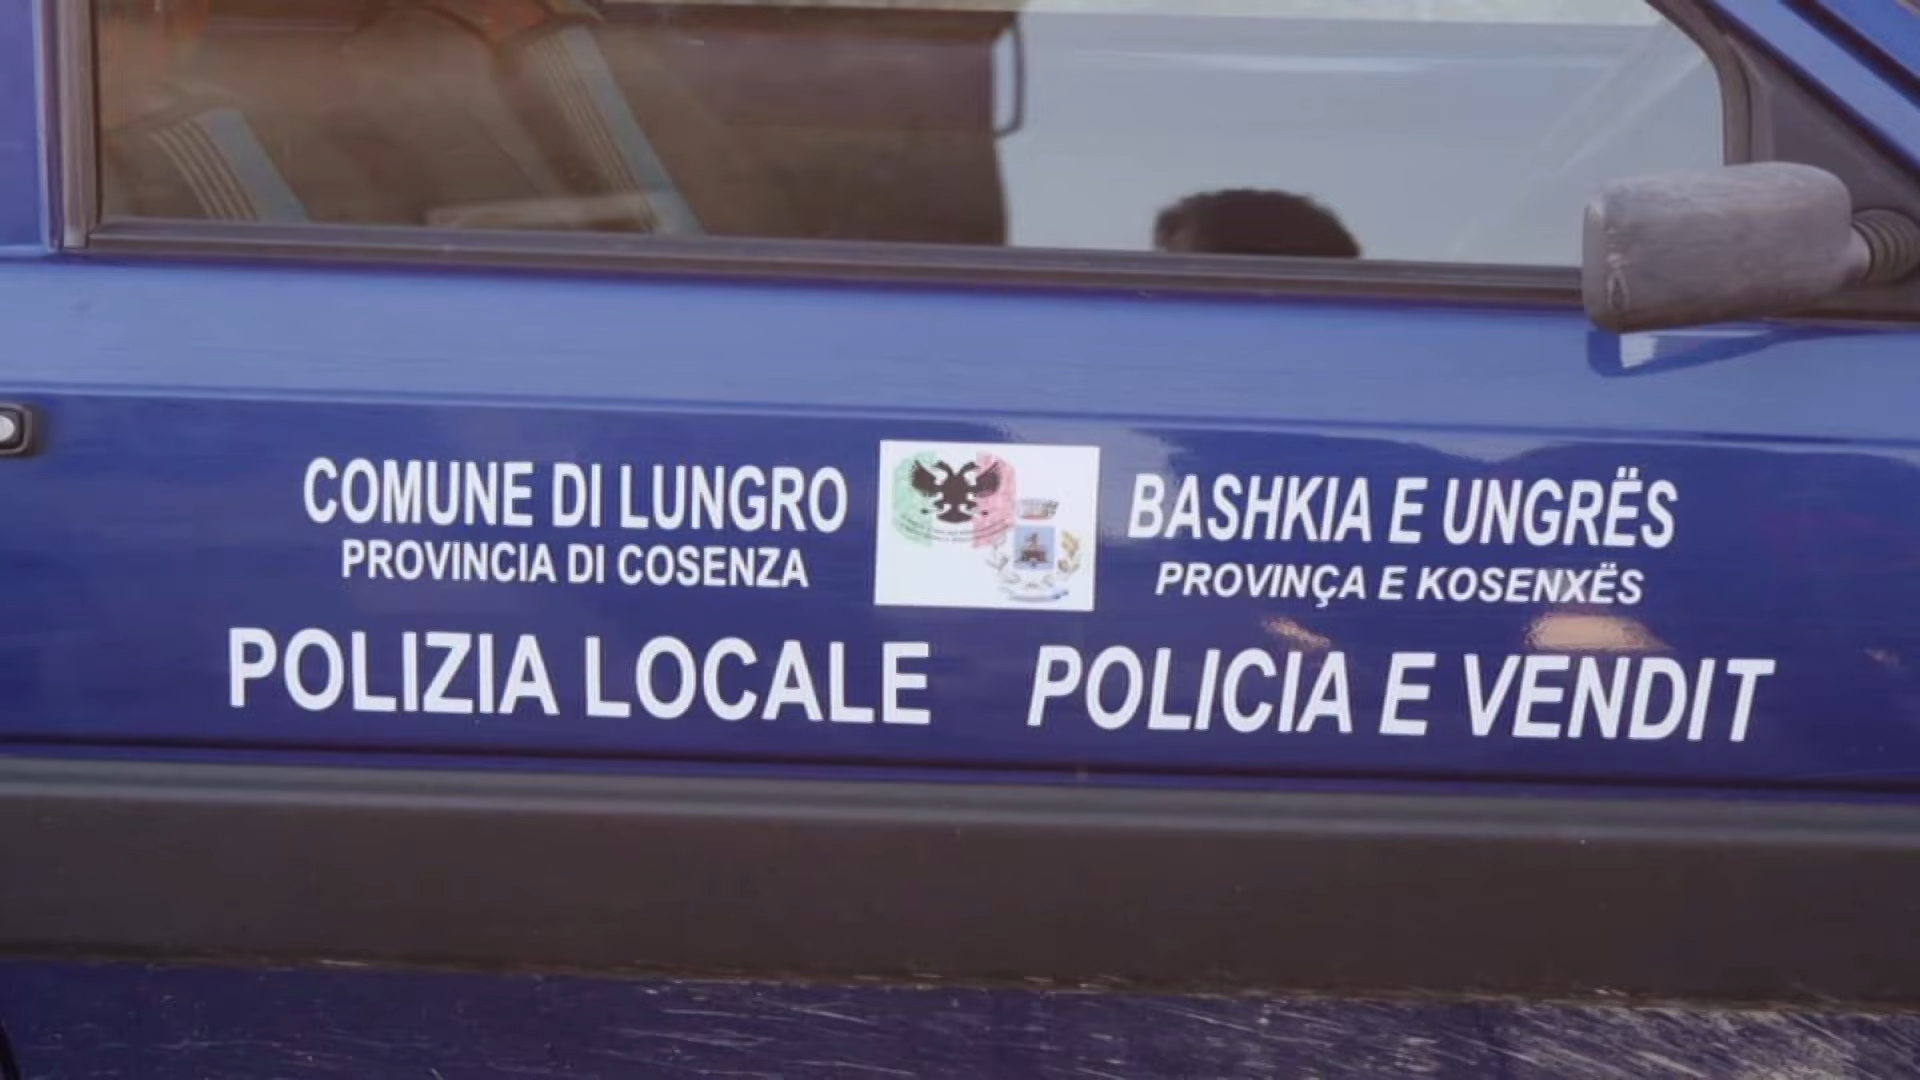 COMUNE DI LUNGRO
PROVINCIA DI COSENZA
POLIZIA LOCALE
BASHKIA E UNGRËS
PROVINÇA E KOSENXËS
POLICIA E VENDIT